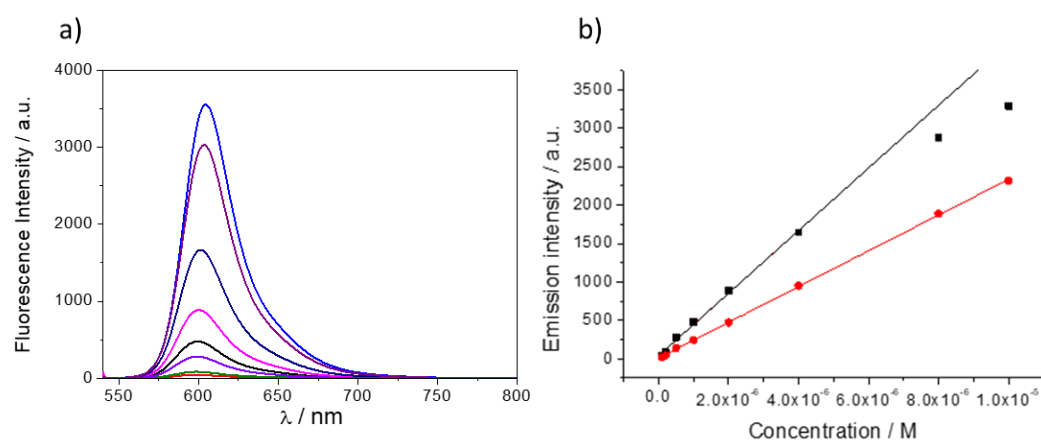 a)
Fluorescence Intensity / a.u.
4000
3000
2000
1000
0
550
600
650
700
750
800
λ / nm
b)
Emission intensity / a.u.
3500
3000
2500
2000
1500
1000
500
0
0.0
2.0x10⁻⁶
4.0x10⁻⁶
6.0x10⁻⁶
8.0x10⁻⁶
1.0x10⁻⁵
Concentration / M